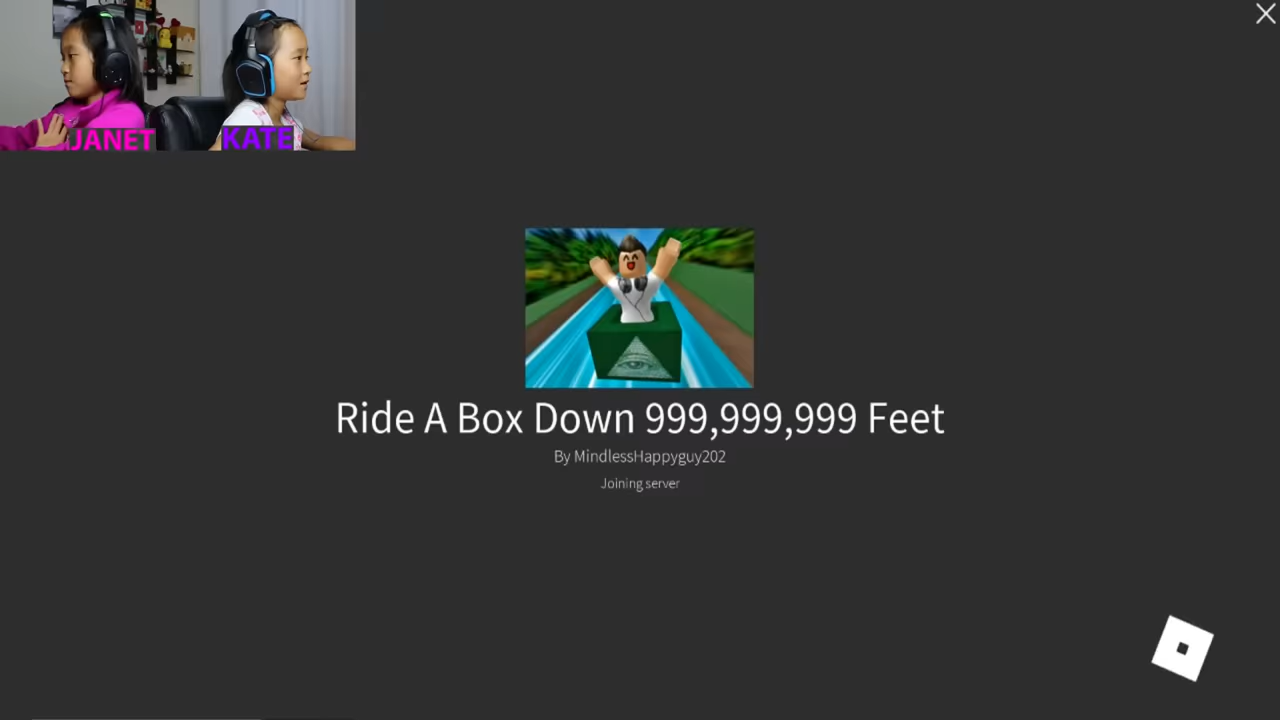 JANET
KATE
Ride A Box Down 999,999,999 Feet
By MindlessHappyguy202
Joining server